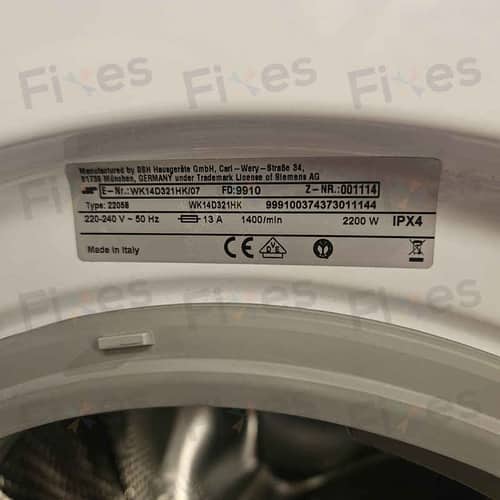 Fixes Fixes Fixes
Manufactured by BSH Hausgeräte GmbH, Carl-Wery-Straße 34,
81739 München, GERMANY under Trademark License of Siemens AG
E-Nr.: WK14D321HK/07 FD: 9910 Z-NR.: 001114
Type: 22058 WK14D321HK 999100374373011144
220-240 V ~ 50 Hz 13 A 1400/min 2200 W IPX4
Made in Italy CE VDE
Fixes Fixes Fixes
Fixes Fixes Fixes